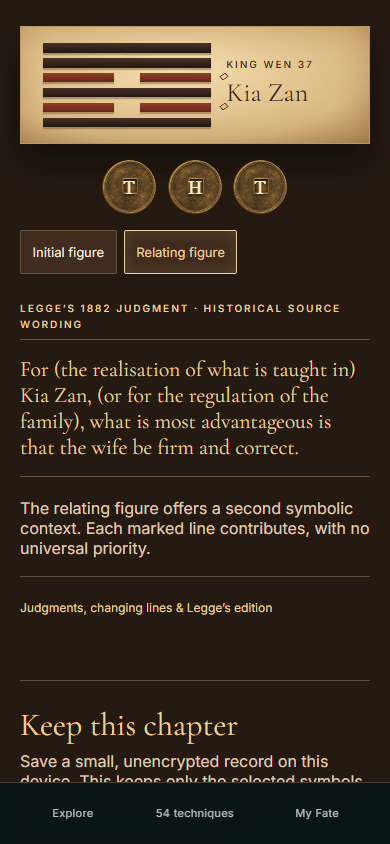 KING WEN 37
Kia Zan
T H T
Initial figure Relating figure
LEGGE'S 1882 JUDGMENT · HISTORICAL SOURCE
WORDING
For (the realisation of what is taught in)
Kia Zan, (or for the regulation of the
family), what is most advantageous is
that the wife be firm and correct.
The relating figure offers a second symbolic
context. Each marked line contributes, with no
universal priority.
Judgments, changing lines & Legge's edition
Keep this chapter
Save a small, unencrypted record on this
device. This keeps only the selected symbols,
Explore 54 techniques My Fate